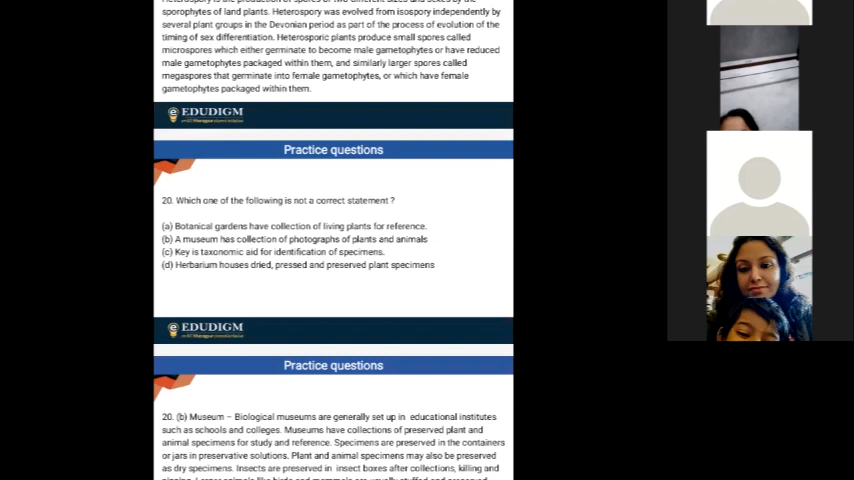 sporophytes of land plants. Heterospory was evolved from isospory independently by
several plant groups in the Devonian period as part of the process of evolution of the
timing of sex differentiation. Heterosporic plants produce small spores called
microspores which either germinate to become male gametophytes or have reduced
male gametophytes packaged within them, and similarly larger spores called
megaspores that germinate into female gametophytes, or which have female
gametophytes packaged within them.
EDUDIGM
Practice questions
20. Which one of the following is not a correct statement ?
(a) Botanical gardens have collection of living plants for reference.
(b) A museum has collection of photographs of plants and animals
(c) Key is taxonomic aid for identification of specimens.
(d) Herbarium houses dried, pressed and preserved plant specimens
EDUDIGM
Practice questions
20. (b) Museum – Biological museums are generally set up in educational institutes
such as schools and colleges. Museums have collections of preserved plant and
animal specimens for study and reference. Specimens are preserved in the containers
or jars in preservative solutions. Plant and animal specimens may also be preserved
as dry specimens. Insects are preserved in insect boxes after collections, killing and